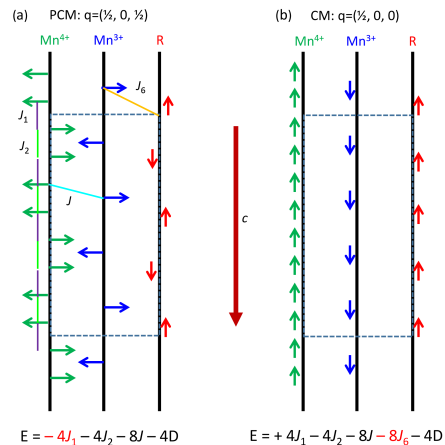 (a) PCM: q=(½, 0, ½)
(b) CM: q=(½, 0, 0)
Mn⁴⁺ Mn³⁺ R
Mn⁴⁺ Mn³⁺ R
J₆
J₁
J₂
J
c
E = – 4J₁ – 4J₂ – 8J – 4D
E = + 4J₁ – 4J₂ – 8J – 8J₆ – 4D